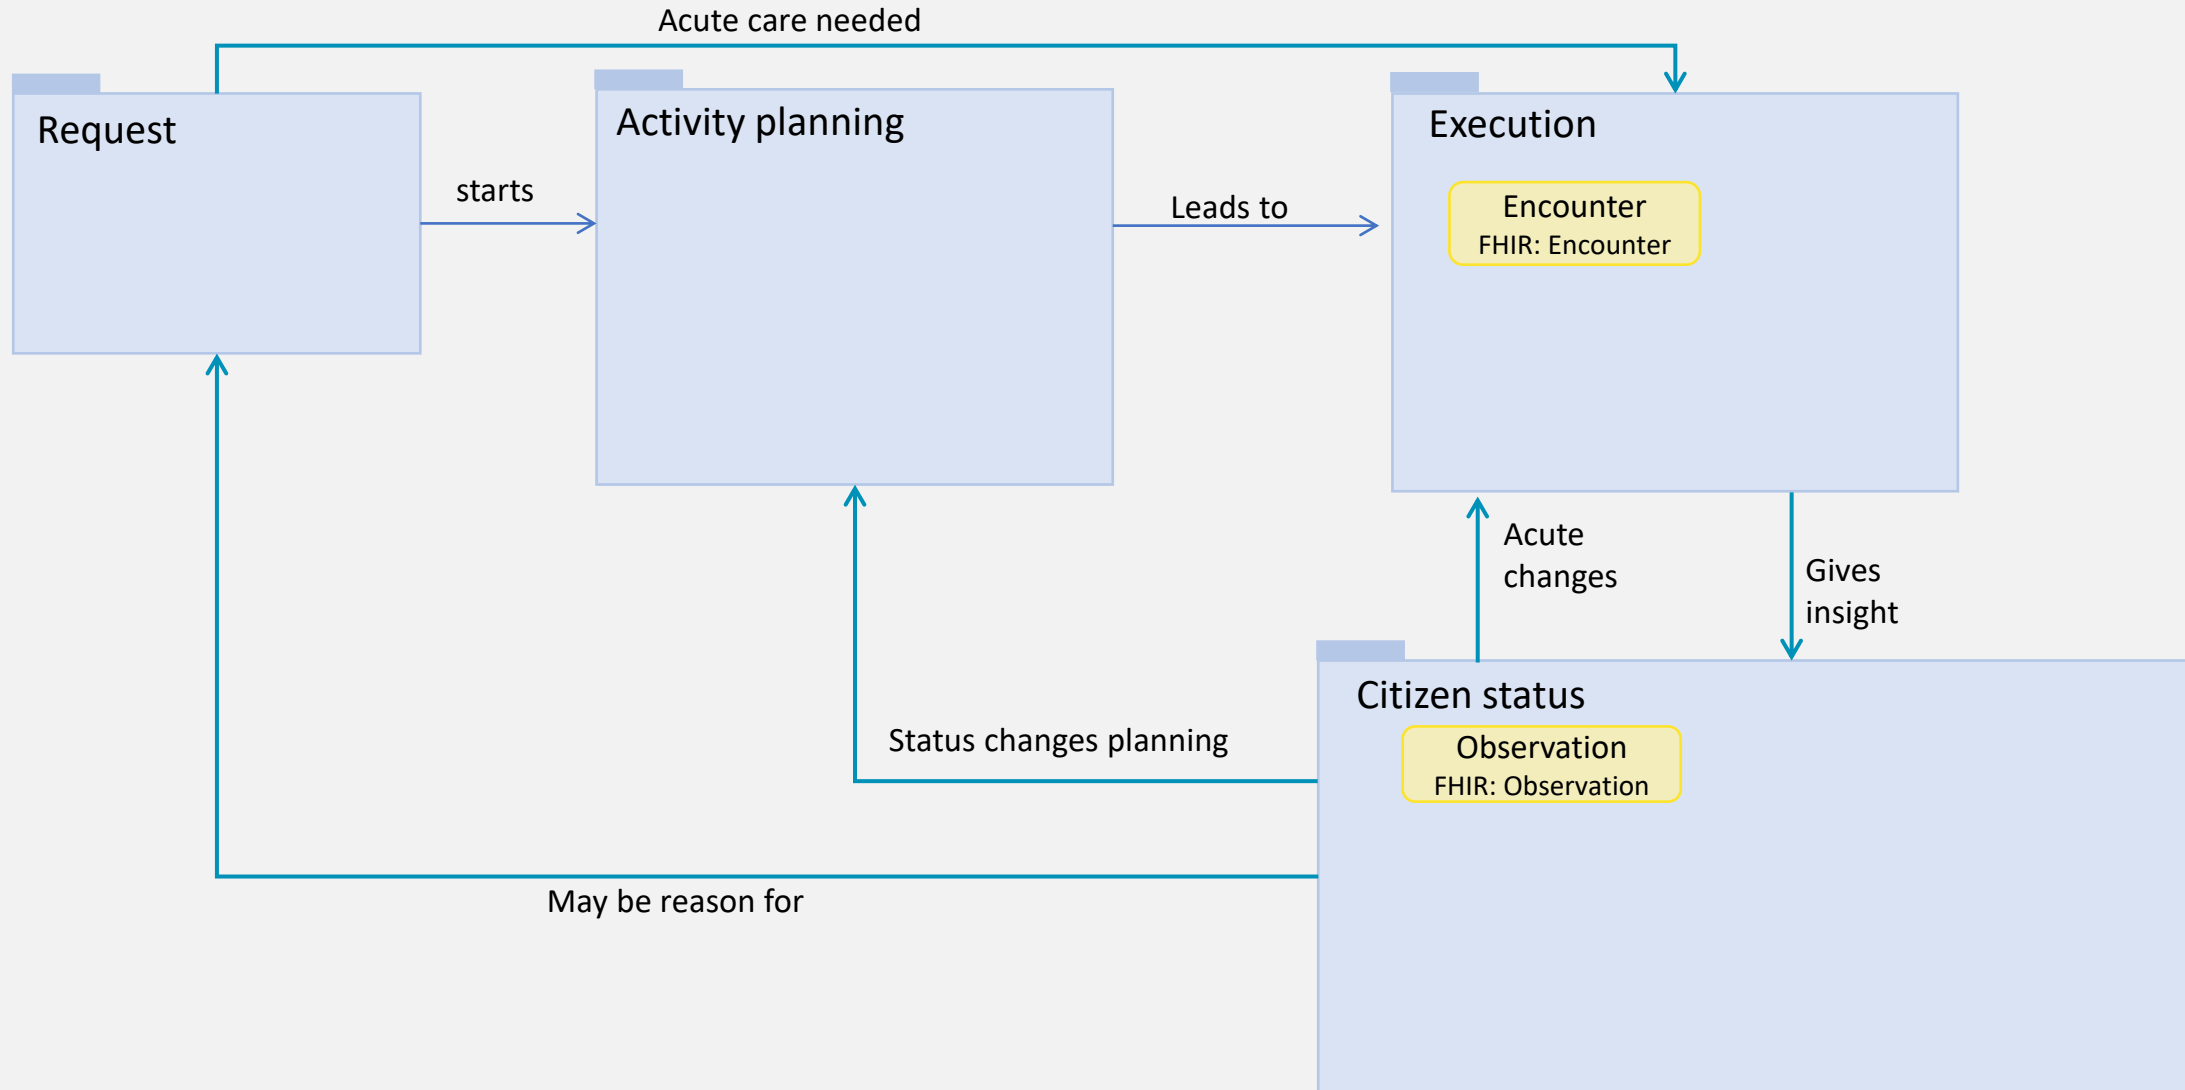 Acute care needed
Request
Activity planning
Execution
starts
Leads to
Encounter
FHIR: Encounter
Acute
changes
Gives
insight
Citizen status
Observation
FHIR: Observation
Status changes planning
May be reason for